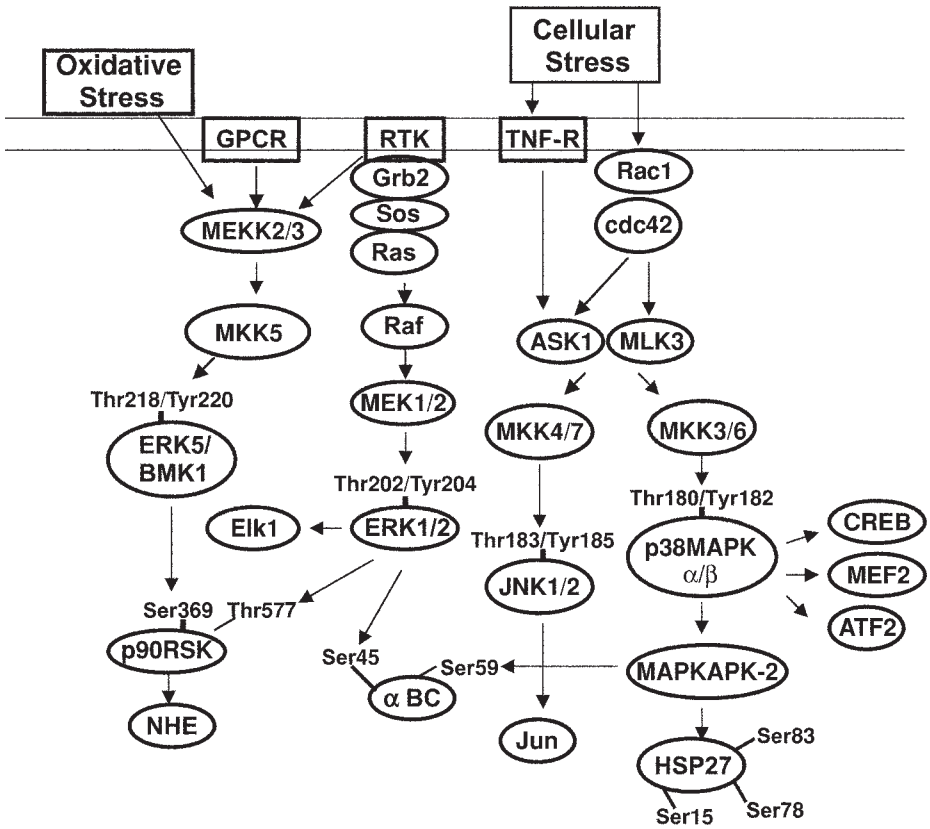 Cellular
Stress
Oxidative
Stress
GPCR
RTK
TNF-R
Grb2
Rac1
Sos
cdc42
MEKK2/3
Ras
MKK5
Raf
ASK1
MLK3
Thr218/Tyr220
MEK1/2
MKK4/7
MKK3/6
ERK5/
BMK1
Thr202/Tyr204
Thr180/Tyr182
Elk1
ERK1/2
Thr183/Tyr185
p38MAPK
α/β
CREB
MEF2
ATF2
JNK1/2
Ser369
Thr577
p90RSK
Ser45
Ser59
α BC
MAPKAPK-2
NHE
Jun
HSP27
Ser83
Ser15
Ser78